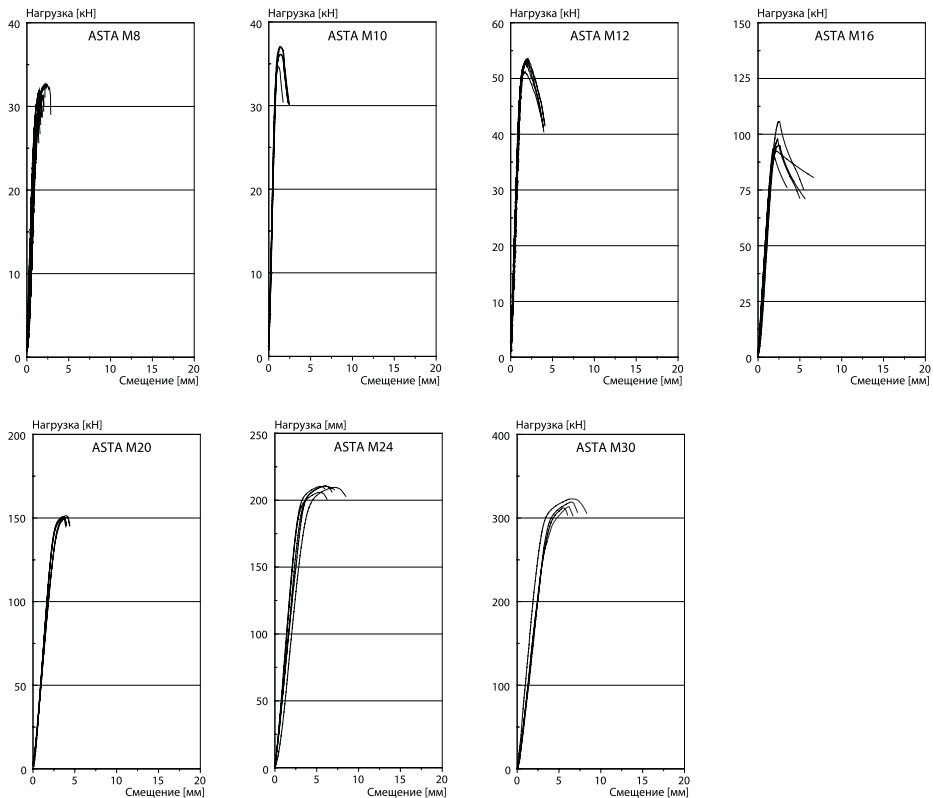 Нагрузка [кН]
ASTA M8
40
30
20
10
0
0 5 10 15 20
Смещение [мм]
Нагрузка [кН]
ASTA M10
40
30
20
10
0
0 5 10 15 20
Смещение [мм]
Нагрузка [кН]
ASTA M12
60
50
40
30
20
10
0
0 5 10 15 20
Смещение [мм]
Нагрузка [кН]
ASTA M16
150
125
100
75
50
25
0
0 5 10 15 20
Смещение [мм]
Нагрузка [кН]
ASTA M20
200
150
100
50
0
0 5 10 15 20
Смещение [мм]
Нагрузка [мм]
ASTA M24
250
200
150
100
50
0
0 5 10 15 20
Смещение [мм]
Нагрузка [кН]
ASTA M30
400
300
200
100
0
0 5 10 15 20
Смещение [мм]